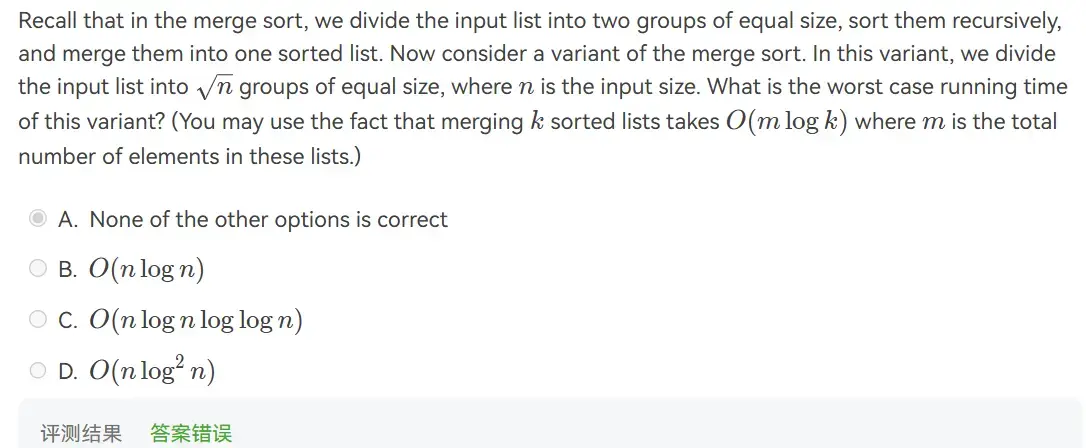 Recall that in the merge sort, we divide the input list into two groups of equal size, sort them recursively,
and merge them into one sorted list. Now consider a variant of the merge sort. In this variant, we divide
the input list into √n groups of equal size, where n is the input size. What is the worst case running time
of this variant? (You may use the fact that merging k sorted lists takes O(m log k) where m is the total
number of elements in these lists.)
A. None of the other options is correct
B. O(n log n)
C. O(n log n log log n)
D. O(n log² n)
评测结果 答案错误